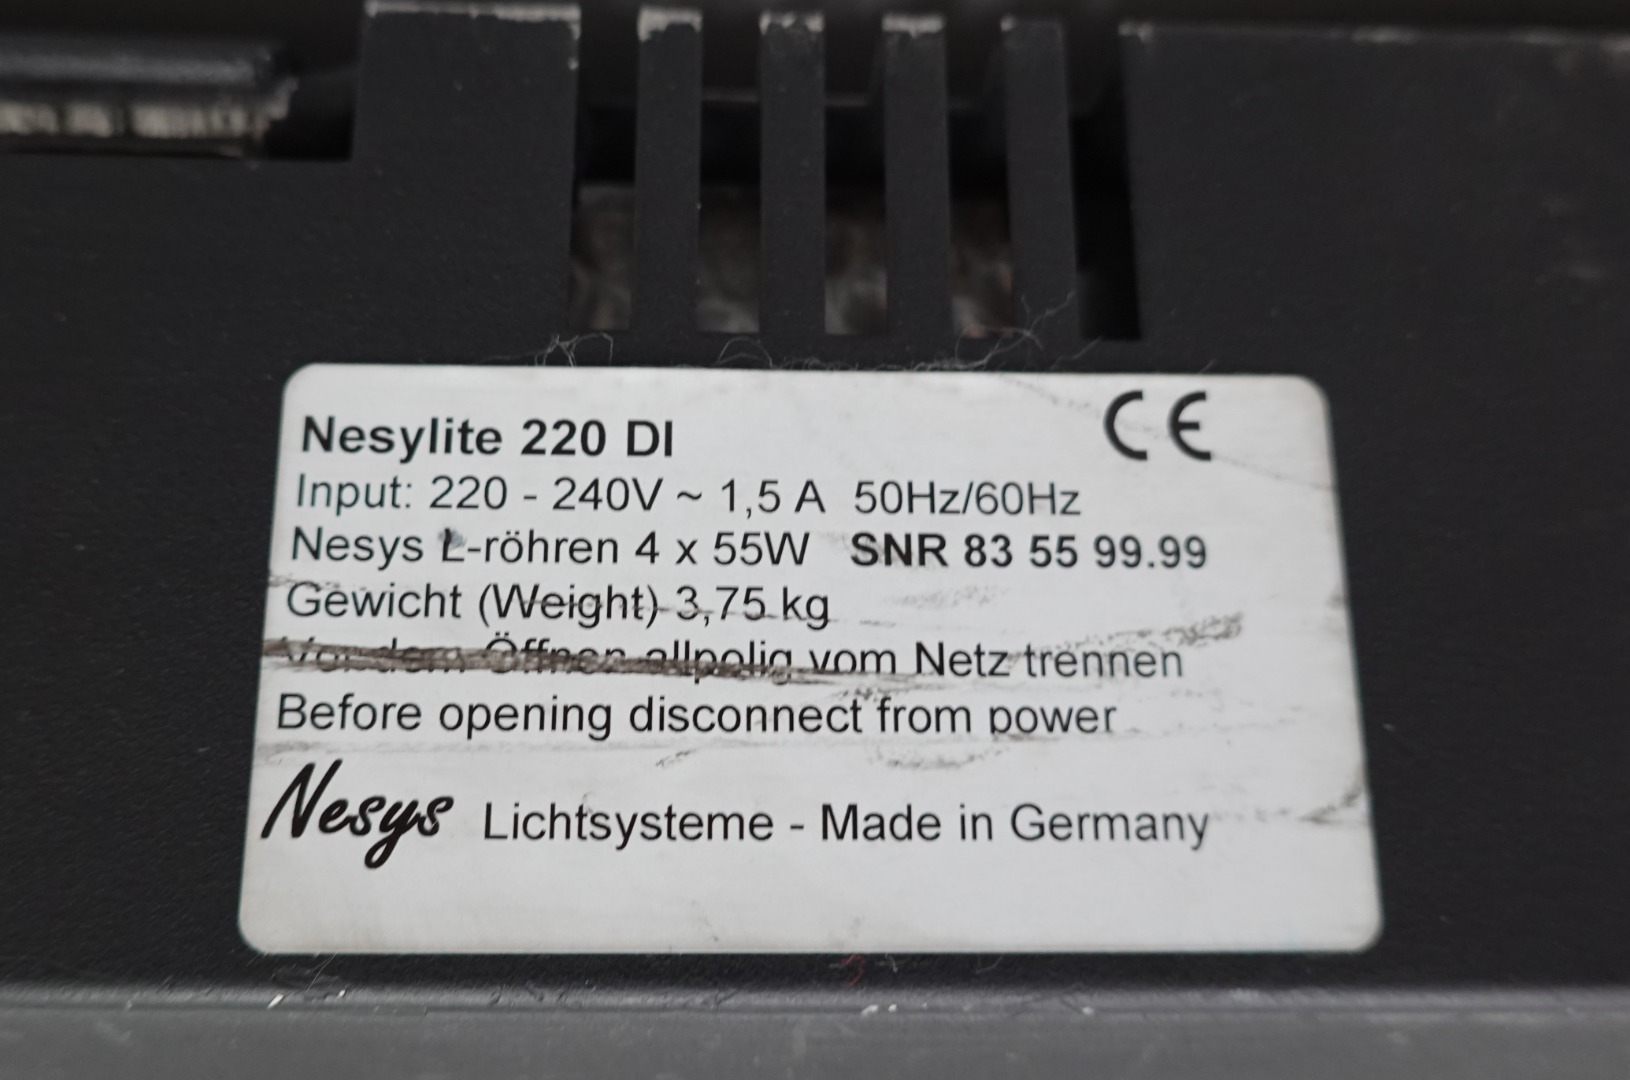 Nesylite 220 DI CE
Input: 220 - 240V ~ 1,5 A 50Hz/60Hz
Nesys L-röhren 4 x 55W SNR 83 55 99.99
Gewicht (Weight) 3,75 kg
Vor dem Öffnen allpolig vom Netz trennen
Before opening disconnect from power
Nesys Lichtsysteme - Made in Germany